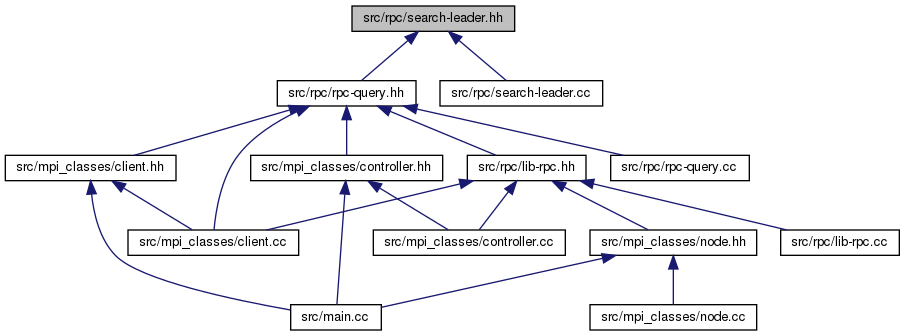 src/rpc/search-leader.hh
src/rpc/rpc-query.hh
src/rpc/search-leader.cc
src/mpi_classes/client.hh
src/mpi_classes/controller.hh
src/rpc/lib-rpc.hh
src/rpc/rpc-query.cc
src/mpi_classes/client.cc
src/mpi_classes/controller.cc
src/mpi_classes/node.hh
src/rpc/lib-rpc.cc
src/main.cc
src/mpi_classes/node.cc